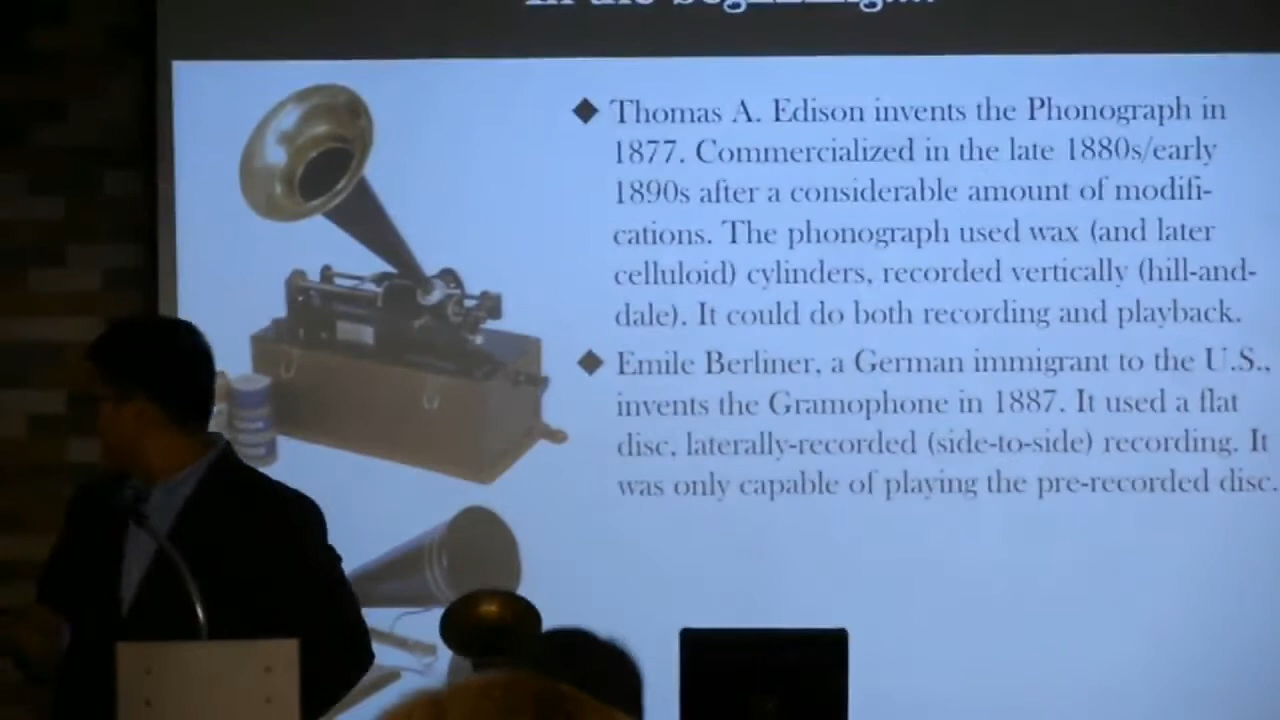 In the beginning...
◆ Thomas A. Edison invents the Phonograph in
1877. Commercialized in the late 1880s/early
1890s after a considerable amount of modifi-
cations. The phonograph used wax (and later
celluloid) cylinders, recorded vertically (hill-and-
dale). It could do both recording and playback.
◆ Emile Berliner, a German immigrant to the U.S.,
invents the Gramophone in 1887. It used a flat
disc, laterally-recorded (side-to-side) recording. It
was only capable of playing the pre-recorded disc.